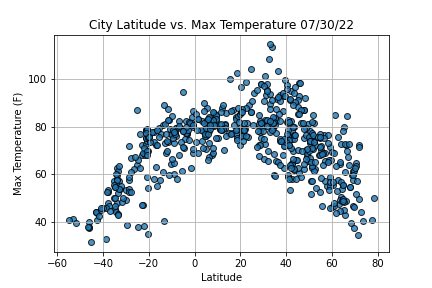 City Latitude vs. Max Temperature 07/30/22
100
80
60
40
Max Temperature (F)
−60 −40 −20 0 20 40 60 80
Latitude